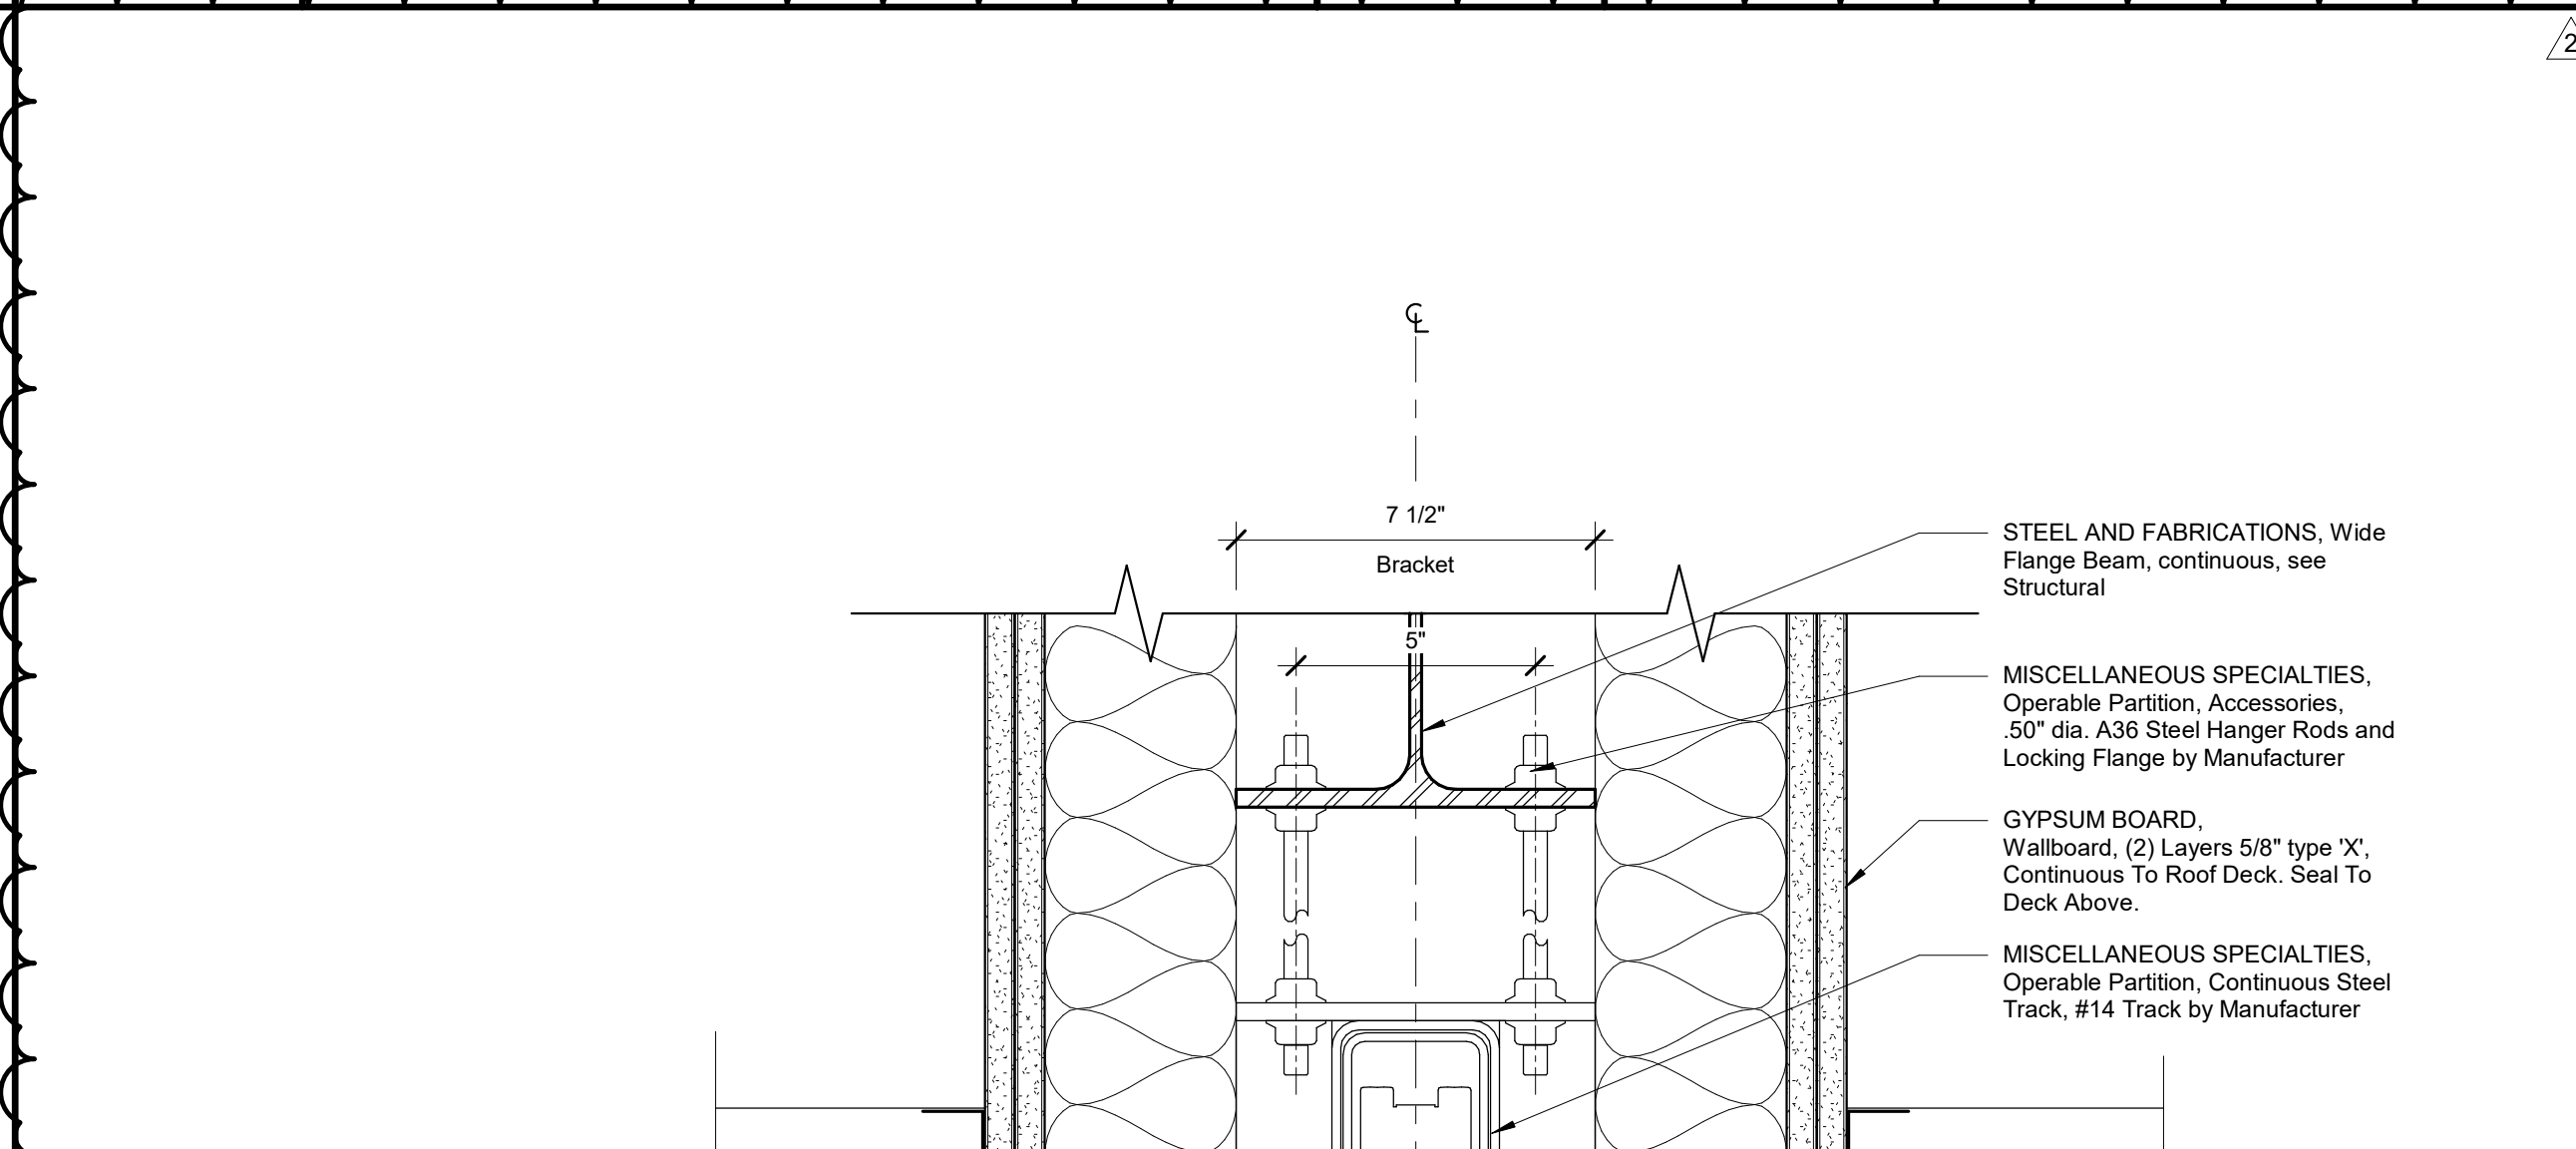 2
℄
7 1/2"
Bracket
5"
STEEL AND FABRICATIONS, Wide
Flange Beam, continuous, see
Structural
MISCELLANEOUS SPECIALTIES,
Operable Partition, Accessories,
.50" dia. A36 Steel Hanger Rods and
Locking Flange by Manufacturer
GYPSUM BOARD,
Wallboard, (2) Layers 5/8" type 'X',
Continuous To Roof Deck. Seal To
Deck Above.
MISCELLANEOUS SPECIALTIES,
Operable Partition, Continuous Steel
Track, #14 Track by Manufacturer